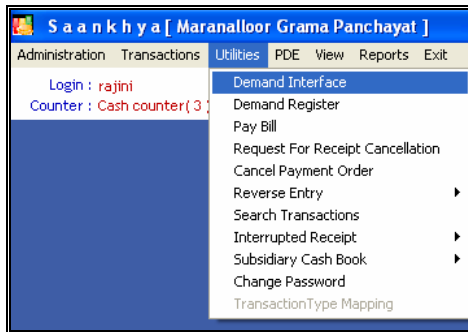 S a a n k h y a [ Maranalloor Grama Panchayat ]
Administration Transactions Utilities PDE View Reports Exit
Login : rajini
Counter : Cash counter( 3 )
Demand Interface
Demand Register
Pay Bill
Request For Receipt Cancellation
Cancel Payment Order
Reverse Entry
Search Transactions
Interrupted Receipt
Subsidiary Cash Book
Change Password
TransactionType Mapping